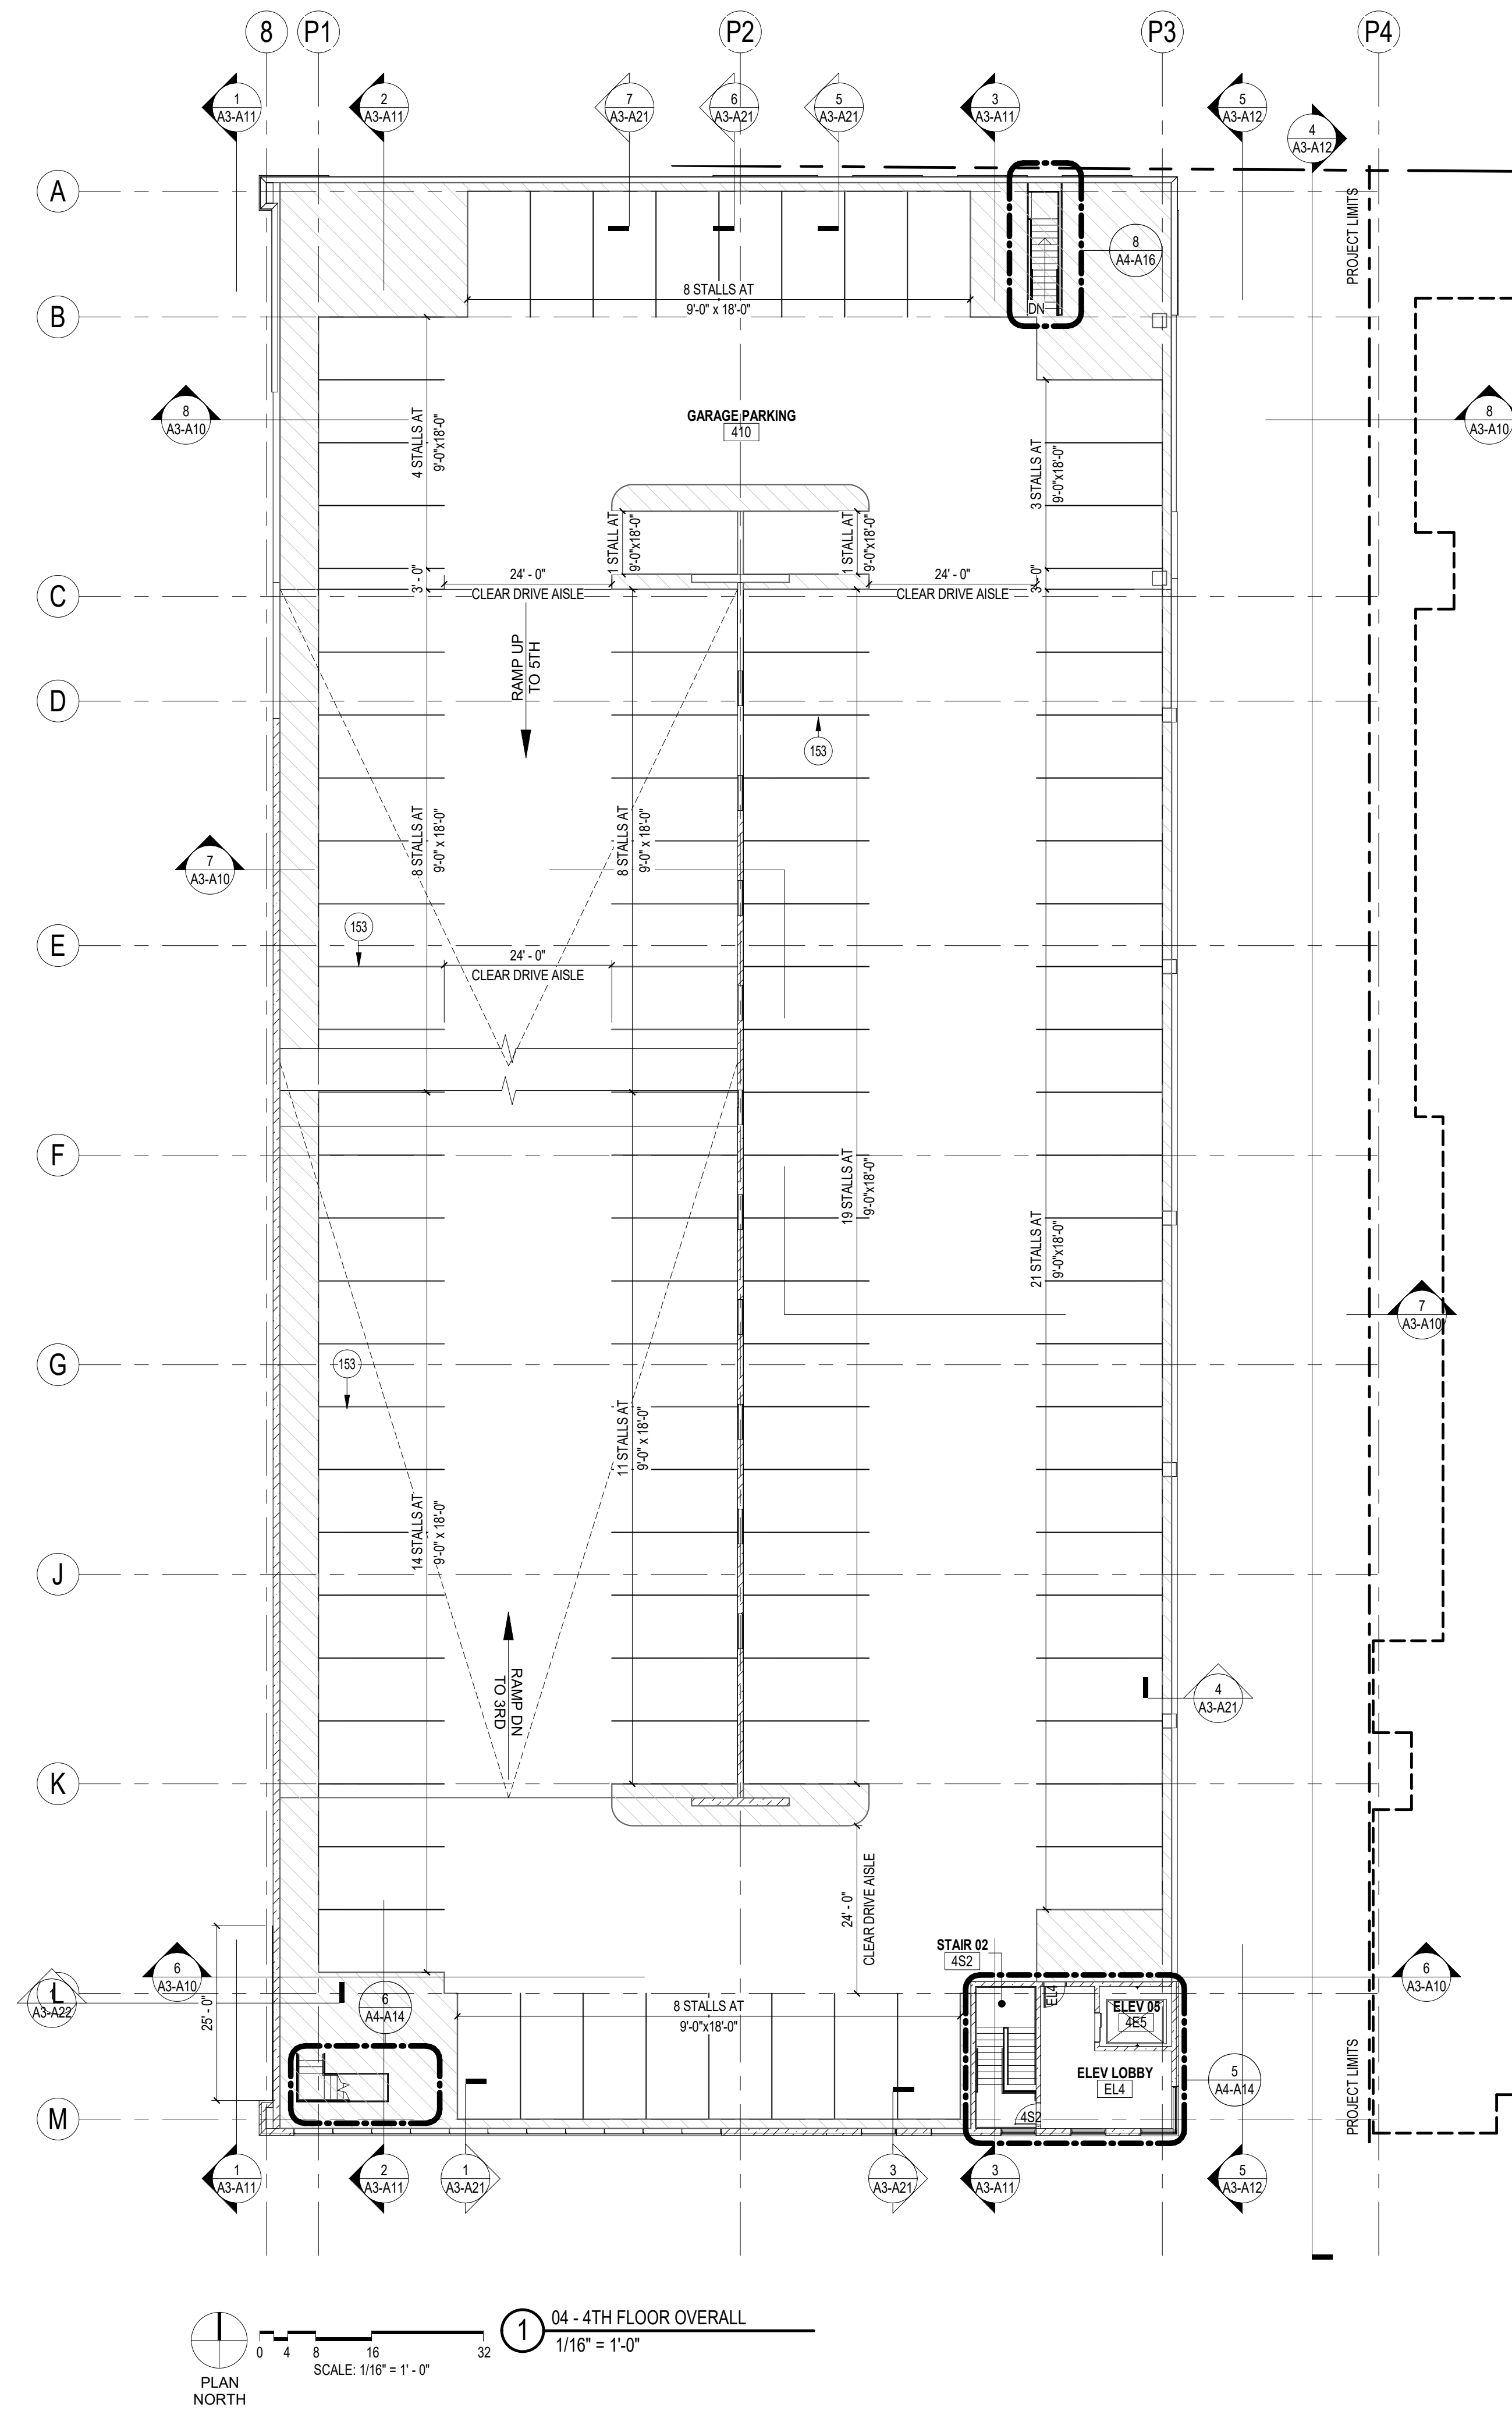 8
P1
P2
P3
P4
1
A3-A11
2
A3-A11
7
A3-A21
6
A3-A21
5
A3-A21
3
A3-A11
5
A3-A12
4
A3-A12
A
PROJECT LIMITS
8
A4-A16
8 STALLS AT
9'-0" x 18'-0"
DN
B
8
A3-A10
4 STALLS AT
9'-0"x18'-0"
GARAGE PARKING
410
3 STALLS AT
9'-0"x18'-0"
8
A3-A10
1 STALL AT
9'-0"x18'-0"
1 STALL AT
9'-0"x18'-0"
3' - 0"
24' - 0"
CLEAR DRIVE AISLE
24' - 0"
CLEAR DRIVE AISLE
3' - 0"
C
RAMP UP
TO 5TH
D
153
7
A3-A10
8 STALLS AT
9'-0" x 18'-0"
8 STALLS AT
9'-0" x 18'-0"
153
E
24' - 0"
CLEAR DRIVE AISLE
F
19 STALLS AT
9'-0"x18'-0"
21 STALLS AT
9'-0"x18'-0"
7
A3-A10
G
153
11 STALLS AT
9'-0" x 18'-0"
14 STALLS AT
9'-0" x 18'-0"
J
RAMP DN
TO 3RD
4
A3-A21
K
24' - 0"
CLEAR DRIVE AISLE
STAIR 02
4S2
6
A3-A10
6
A3-A10
L
1
A3-A22
25' - 0"
6
A4-A14
8 STALLS AT
9'-0"x18'-0"
EL4
ELEV 05
4E5
ELEV LOBBY
EL4
5
A4-A14
PROJECT LIMITS
4S2
M
1
A3-A11
2
A3-A11
1
A3-A21
3
A3-A21
3
A3-A11
5
A3-A12
1
04 - 4TH FLOOR OVERALL
1/16" = 1'-0"
0 4 8 16 32
SCALE: 1/16" = 1' - 0"
PLAN
NORTH